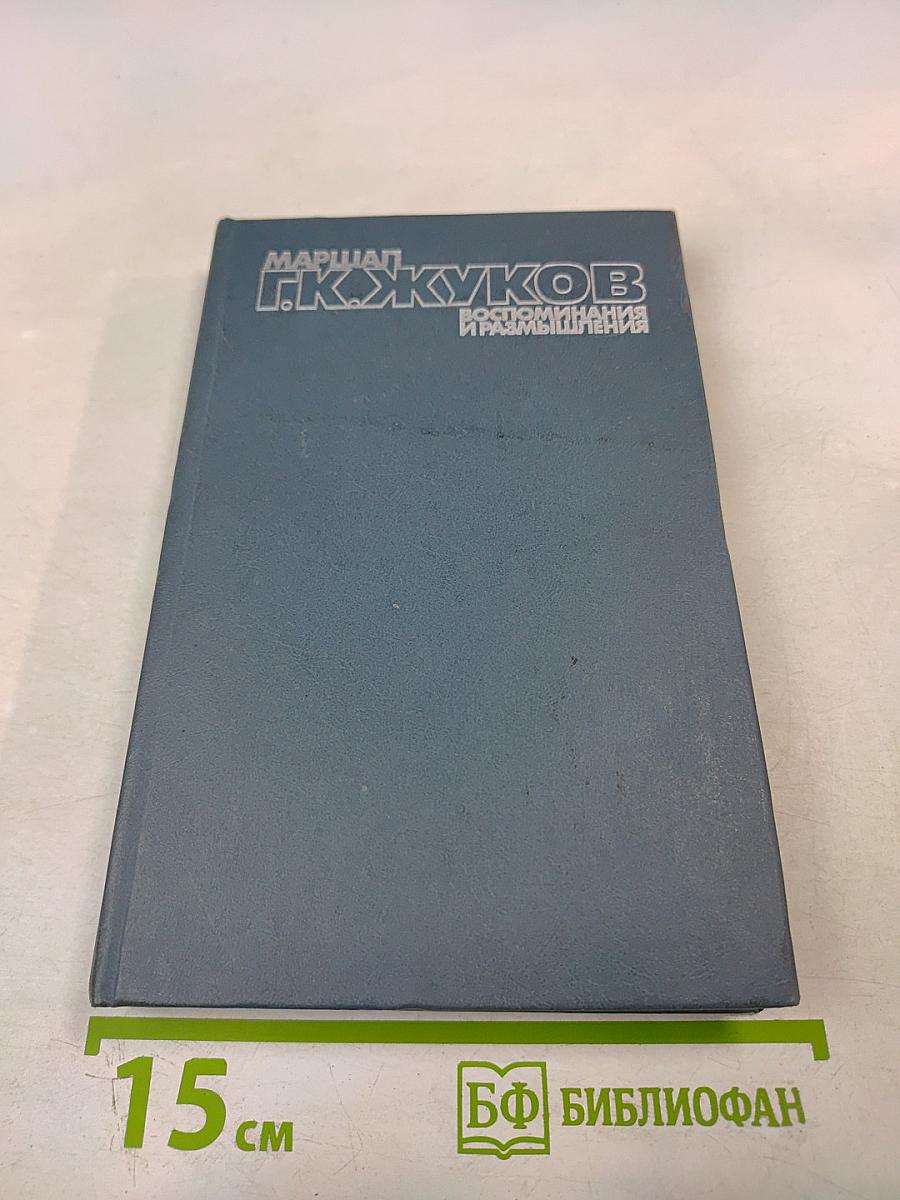 МАРШАЛ
Г.К.ЖУКОВ
ВОСПОМИНАНИЯ
И РАЗМЫШЛЕНИЯ
15 см
БФ БИБЛИОФАН